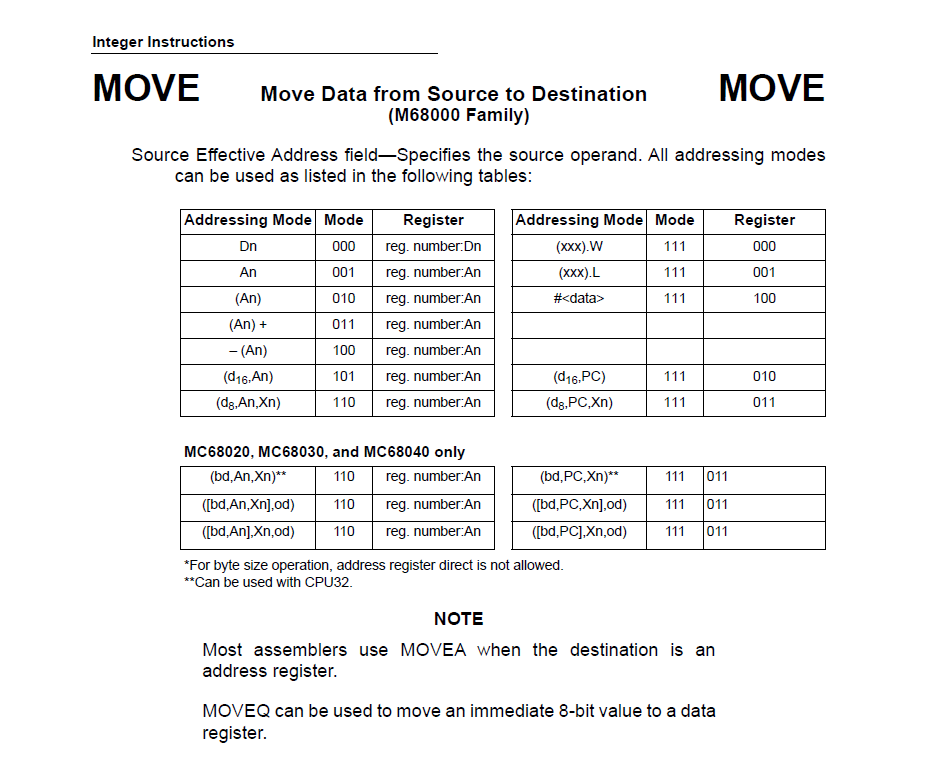 Integer Instructions
MOVE Move Data from Source to Destination MOVE
(M68000 Family)
Source Effective Address field—Specifies the source operand. All addressing modes
can be used as listed in the following tables:
Addressing Mode Mode Register Addressing Mode Mode Register
Dn 000 reg. number:Dn (xxx).W 111 000
An 001 reg. number:An (xxx).L 111 001
(An) 010 reg. number:An #<data> 111 100
(An) + 011 reg. number:An
– (An) 100 reg. number:An
(d16,An) 101 reg. number:An (d16,PC) 111 010
(d8,An,Xn) 110 reg. number:An (d8,PC,Xn) 111 011
MC68020, MC68030, and MC68040 only
(bd,An,Xn)** 110 reg. number:An (bd,PC,Xn)** 111 011
([bd,An,Xn],od) 110 reg. number:An ([bd,PC,Xn],od) 111 011
([bd,An],Xn,od) 110 reg. number:An ([bd,PC],Xn,od) 111 011
*For byte size operation, address register direct is not allowed.
**Can be used with CPU32.
NOTE
Most assemblers use MOVEA when the destination is an
address register.
MOVEQ can be used to move an immediate 8-bit value to a data
register.